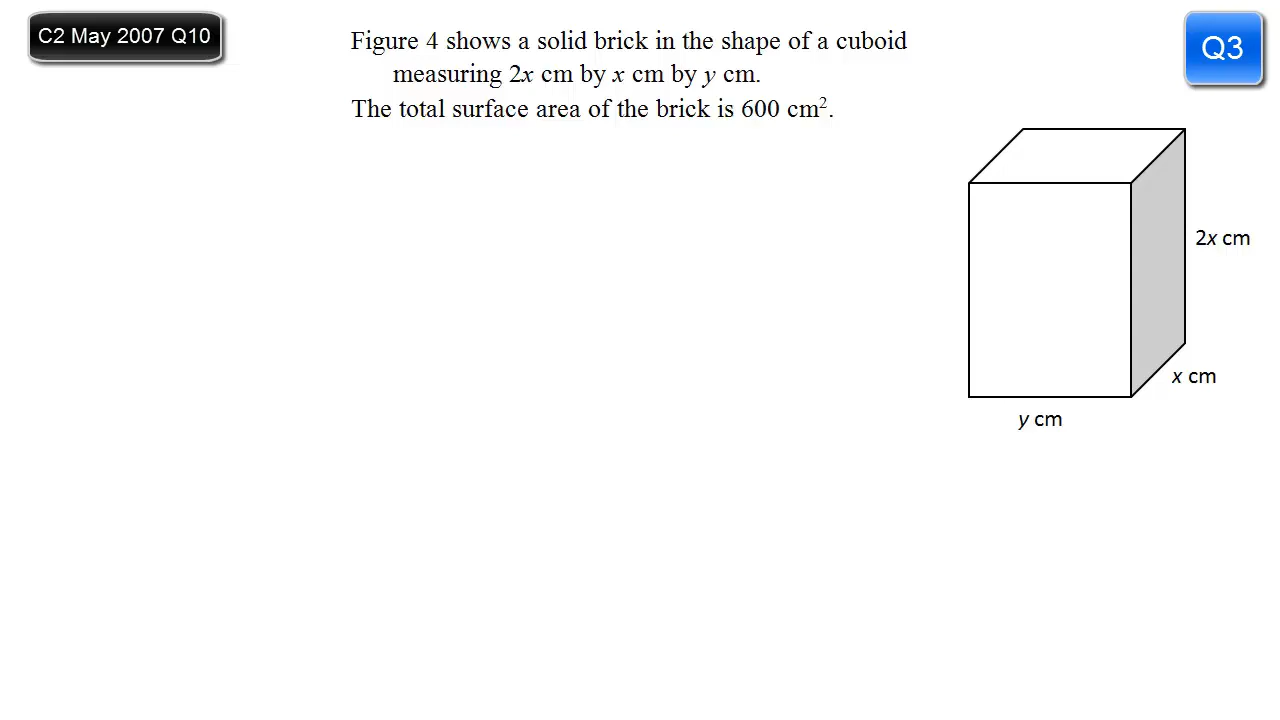 C2 May 2007 Q10
Figure 4 shows a solid brick in the shape of a cuboid
measuring 2x cm by x cm by y cm.
The total surface area of the brick is 600 cm².
Q3
2x cm
x cm
y cm